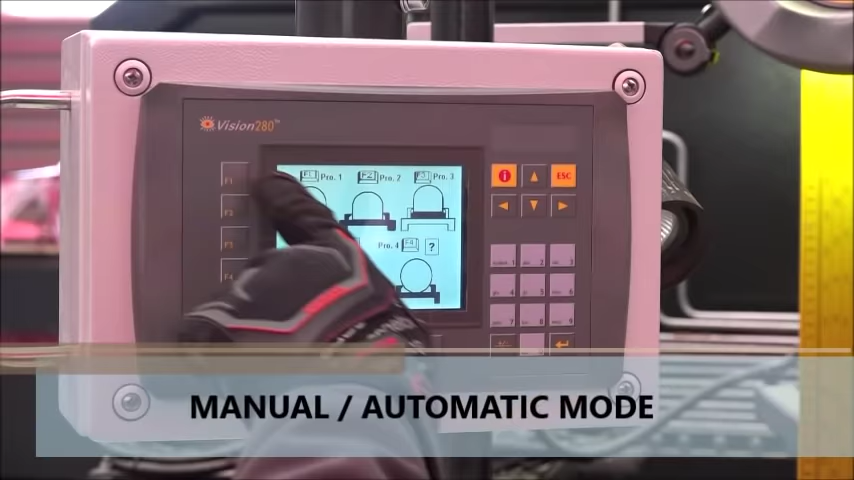 Vision280™
F1 Pro. 1 F2 Pro. 2 F3 Pro. 3
Pro. 4 F4 ?
F1
F2
F3
F4
i ESC
1 2 3
4 5 6
7 8 9
MANUAL / AUTOMATIC MODE